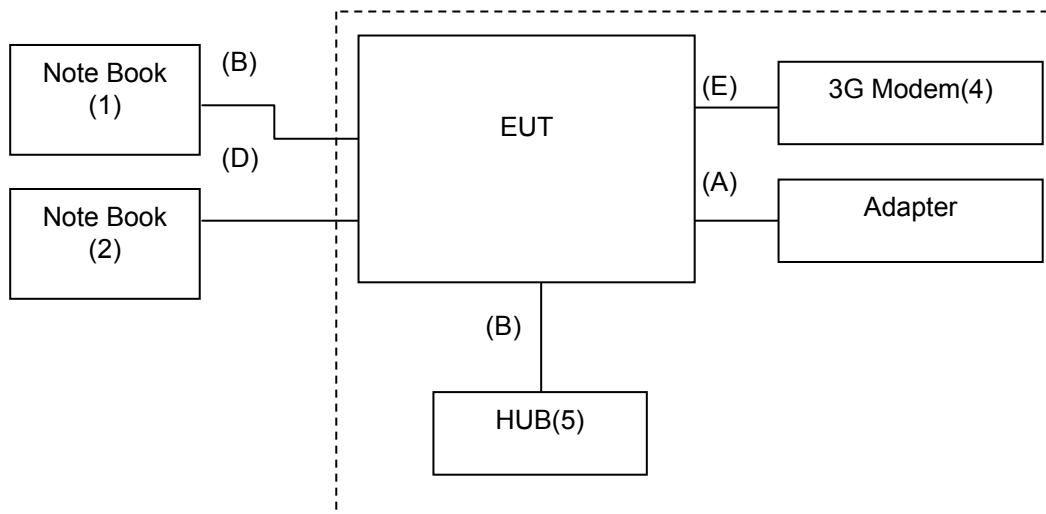 Note Book
(1)
(B)
(D)
Note Book
(2)
EUT
(E)
3G Modem(4)
(A)
Adapter
(B)
HUB(5)